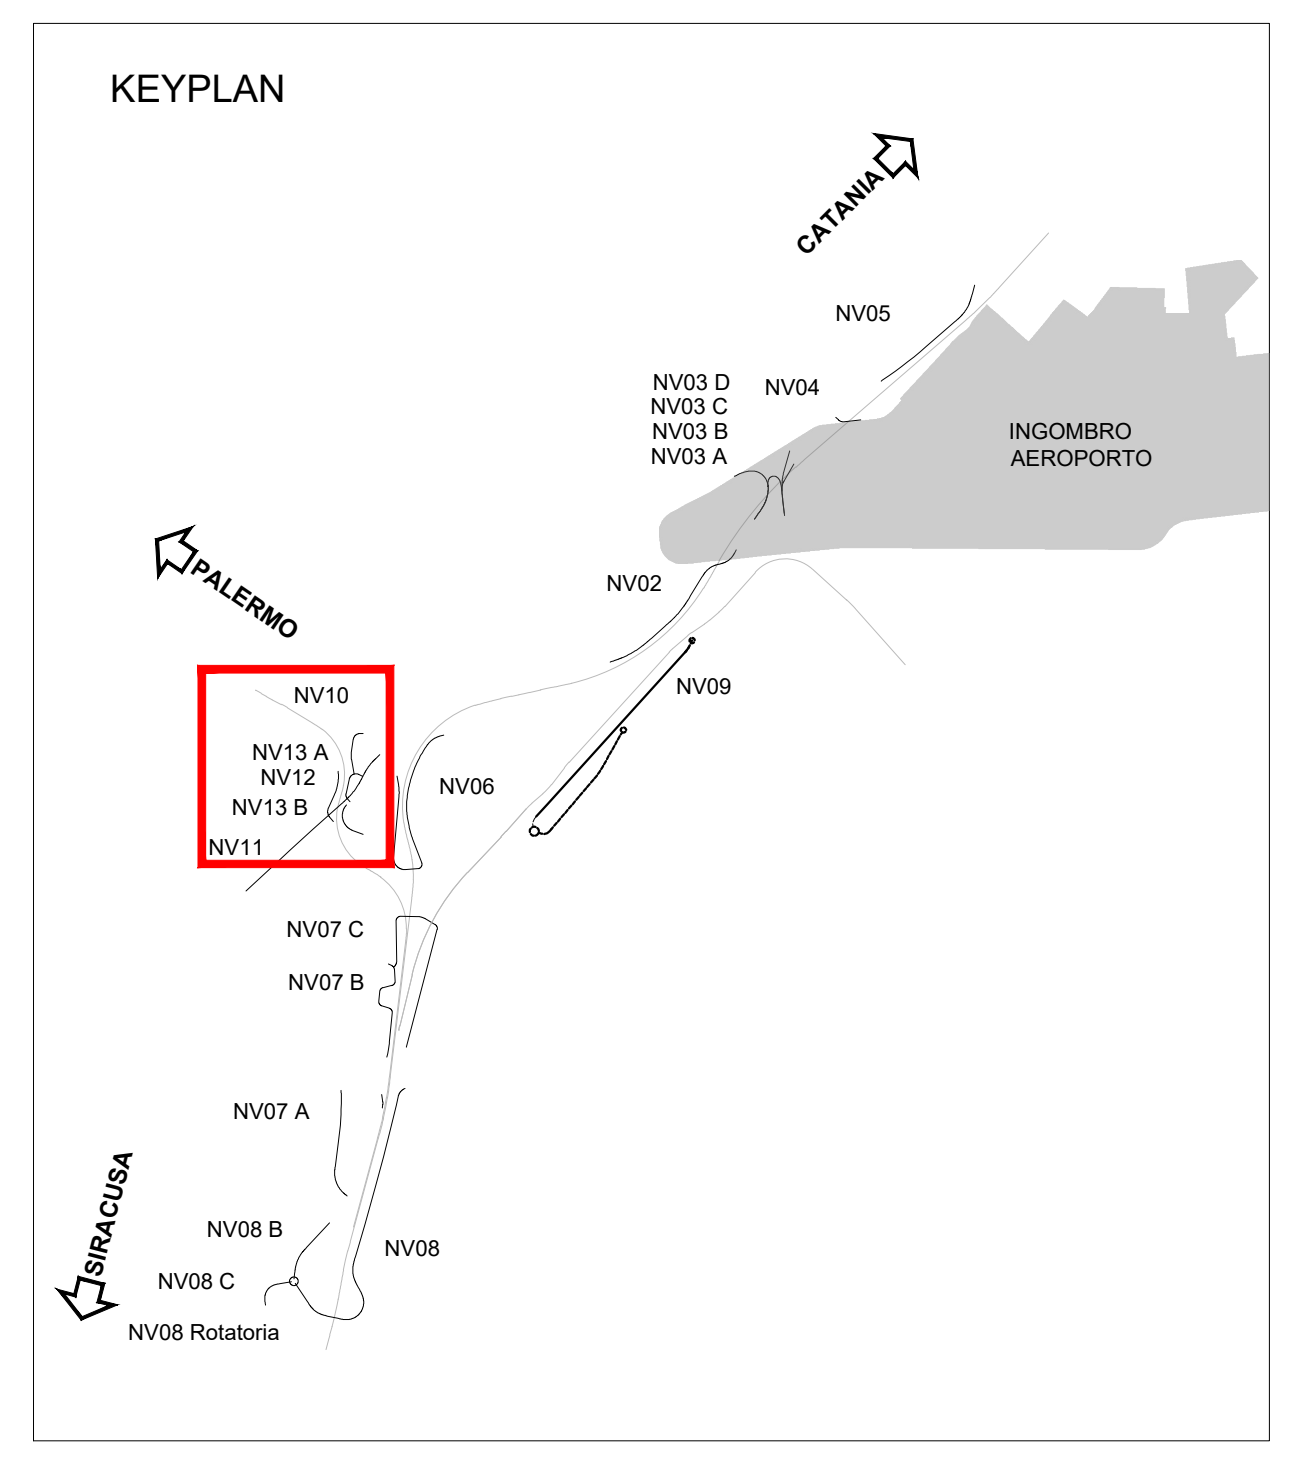 KEYPLAN
CATANIA
NV05
NV03 D
NV04
NV03 C
NV03 B
NV03 A
INGOMBRO
AEROPORTO
PALERMO
NV02
NV10
NV09
NV13 A
NV12
NV13 B
NV06
NV11
NV07 C
NV07 B
NV07 A
SIRACUSA
NV08 B
NV08
NV08 C
NV08 Rotatoria